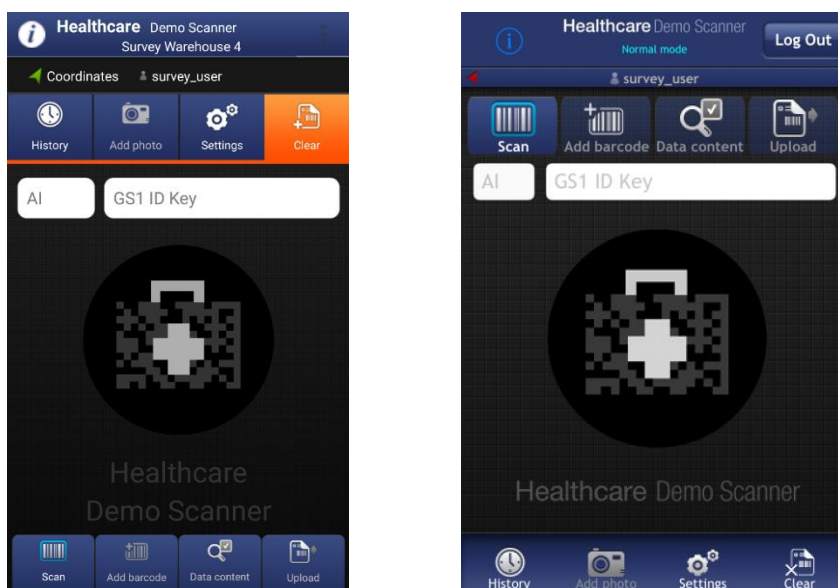 Healthcare Demo Scanner
Survey Warehouse 4
Coordinates survey_user
History Add photo Settings Clear
AI GS1 ID Key
Healthcare
Demo Scanner
Scan Add barcode Data content Upload
Healthcare Demo Scanner
Normal mode
Log Out
survey_user
Scan Add barcode Data content Upload
AI GS1 ID Key
Healthcare Demo Scanner
History Add photo Settings Clear